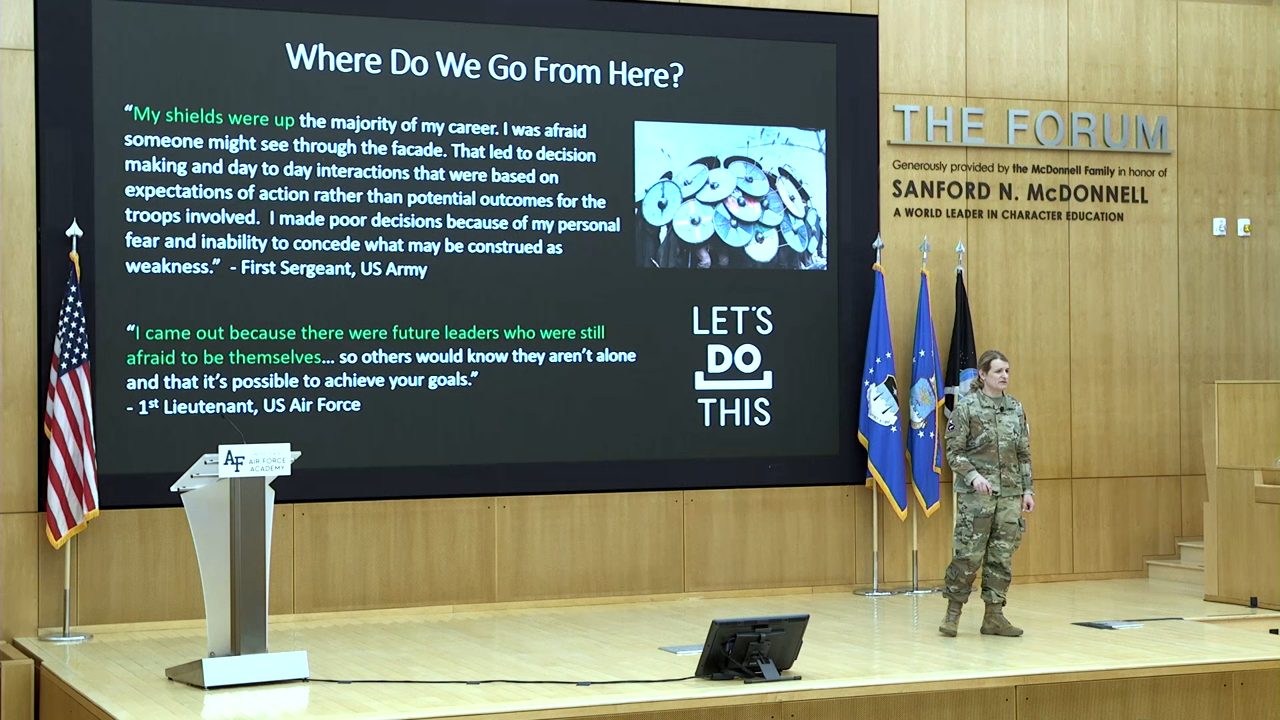 Where Do We Go From Here?
“My shields were up the majority of my career. I was afraid
someone might see through the facade. That led to decision
making and day to day interactions that were based on
expectations of action rather than potential outcomes for the
troops involved.  I made poor decisions because of my personal
fear and inability to concede what may be construed as
weakness.”  - First Sergeant, US Army
“I came out because there were future leaders who were still
afraid to be themselves... so others would know they aren’t alone
and that it’s possible to achieve your goals.”
- 1st Lieutenant, US Air Force
LET'S
DO
THIS
THE FORUM
Generously provided by the McDonnell Family in honor of
SANFORD N. McDONNELL
A WORLD LEADER IN CHARACTER EDUCATION
AF
AIR FORCE
ACADEMY